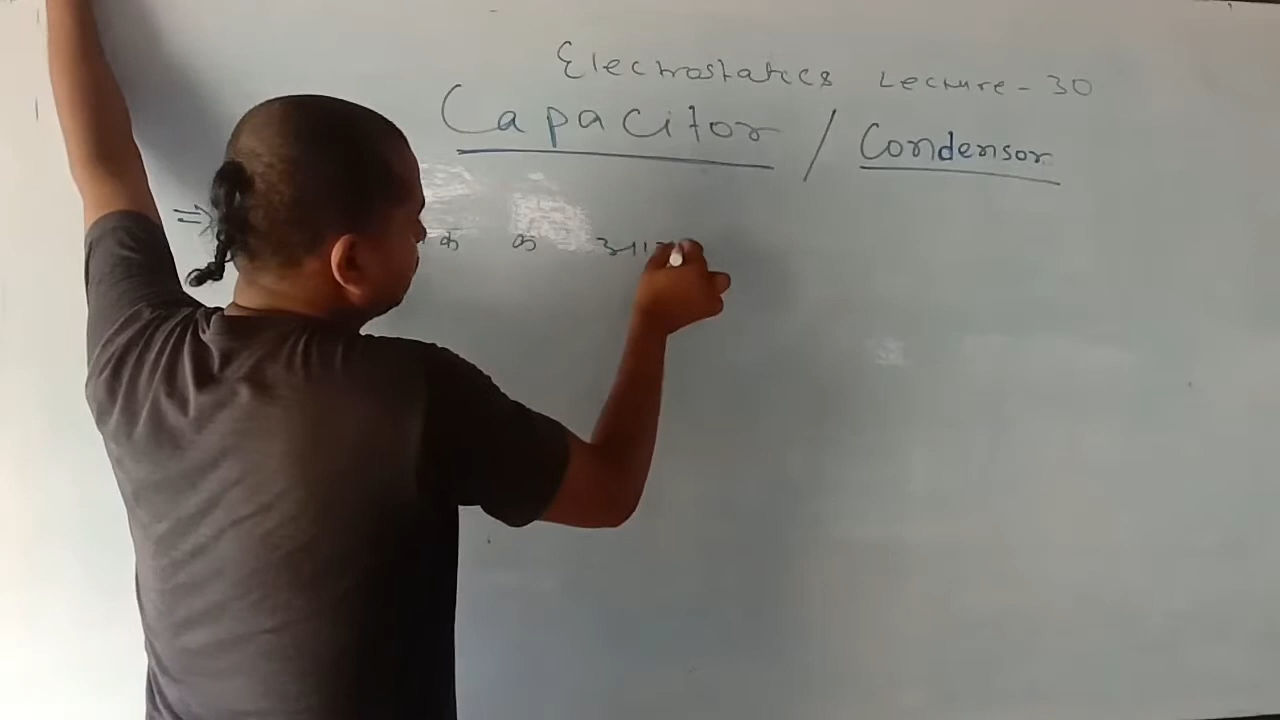 Electrostatics Lecture - 30
Capacitor / Condensor
⇒ क क